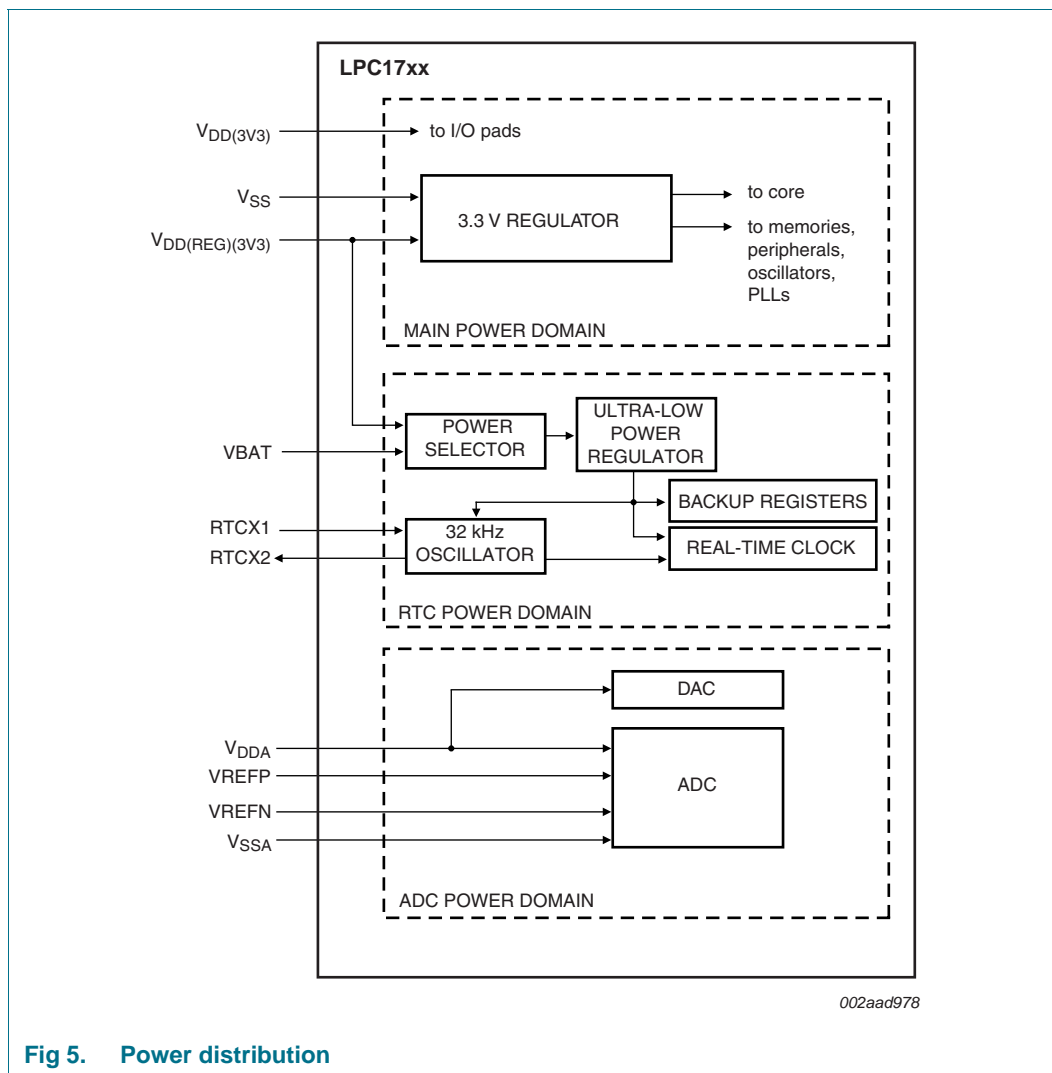 LPC17xx
VDD(3V3)
to I/O pads
VSS
VDD(REG)(3V3)
3.3 V REGULATOR
to core
to memories,
peripherals,
oscillators,
PLLs
MAIN POWER DOMAIN
VBAT
POWER
SELECTOR
ULTRA-LOW
POWER
REGULATOR
BACKUP REGISTERS
RTCX1
RTCX2
32 kHz
OSCILLATOR
REAL-TIME CLOCK
RTC POWER DOMAIN
DAC
VDDA
VREFP
VREFN
VSSA
ADC
ADC POWER DOMAIN
002aad978
Fig 5. Power distribution